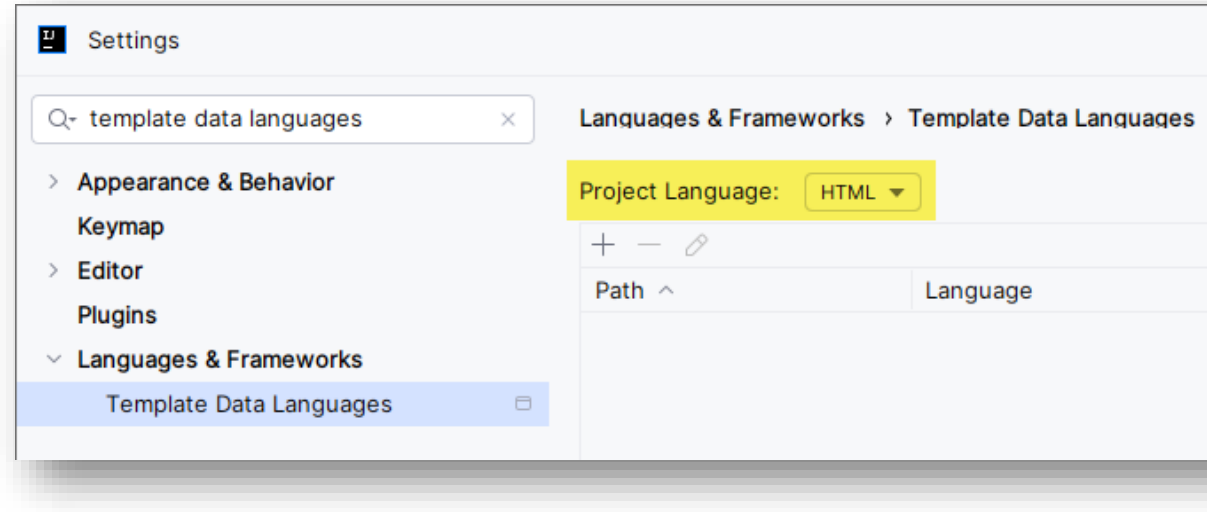 IJ
Settings
template data languages
Appearance & Behavior
Keymap
Editor
Plugins
Languages & Frameworks
Template Data Languages
Languages & Frameworks › Template Data Languages
Project Language: HTML
Path
Language